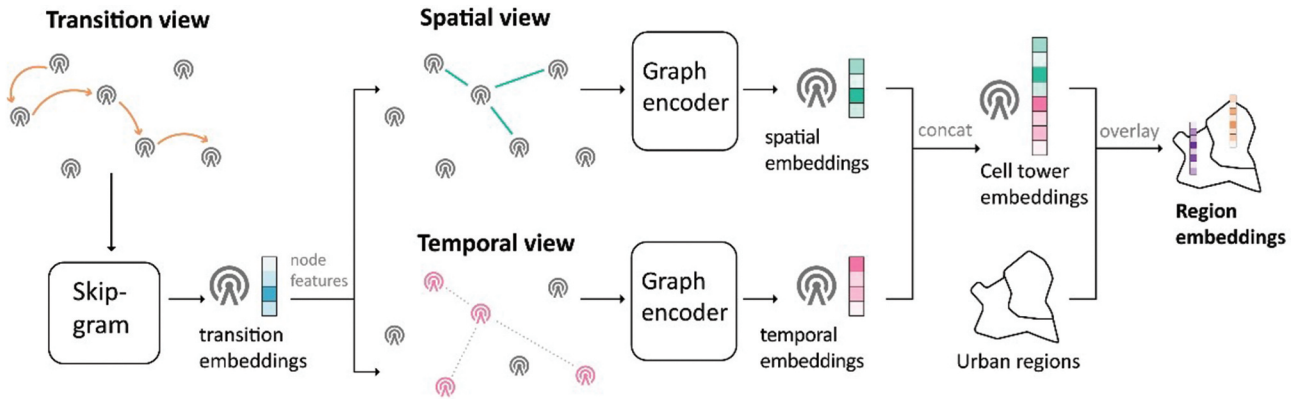 Transition view
Skip-
gram
transition
embeddings
node
features
Spatial view
Graph
encoder
spatial
embeddings
Temporal view
Graph
encoder
temporal
embeddings
concat
Cell tower
embeddings
Urban regions
overlay
Region
embeddings